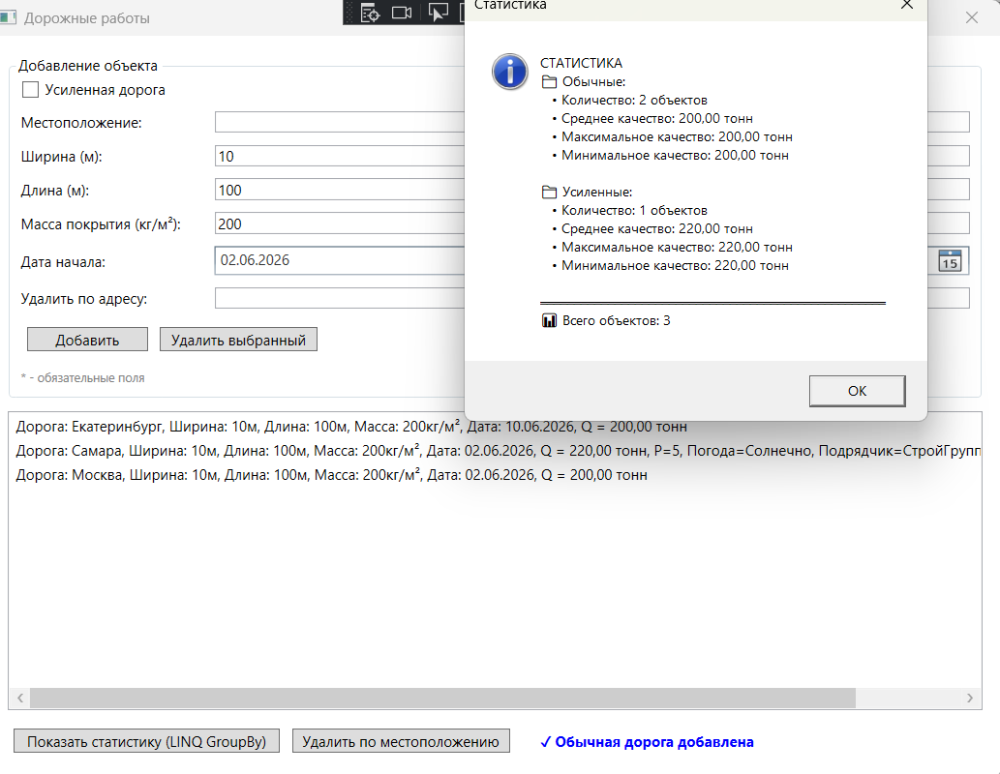 Дорожные работы
Статистика
Добавление объекта
Усиленная дорога
Местоположение:
Ширина (м): 10
Длина (м): 100
Масса покрытия (кг/м²): 200
Дата начала: 02.06.2026
15
Удалить по адресу:
Добавить
Удалить выбранный
* - обязательные поля
СТАТИСТИКА
Обычные:
• Количество: 2 объектов
• Среднее качество: 200,00 тонн
• Максимальное качество: 200,00 тонн
• Минимальное качество: 200,00 тонн
Усиленные:
• Количество: 1 объектов
• Среднее качество: 220,00 тонн
• Максимальное качество: 220,00 тонн
• Минимальное качество: 220,00 тонн
Всего объектов: 3
OK
Дорога: Екатеринбург, Ширина: 10м, Длина: 100м, Масса: 200кг/м², Дата: 10.06.2026, Q = 200,00 тонн
Дорога: Самара, Ширина: 10м, Длина: 100м, Масса: 200кг/м², Дата: 02.06.2026, Q = 220,00 тонн, P=5, Погода=Солнечно, Подрядчик=СтройГрупп
Дорога: Москва, Ширина: 10м, Длина: 100м, Масса: 200кг/м², Дата: 02.06.2026, Q = 200,00 тонн
Показать статистику (LINQ GroupBy)
Удалить по местоположению
✓ Обычная дорога добавлена